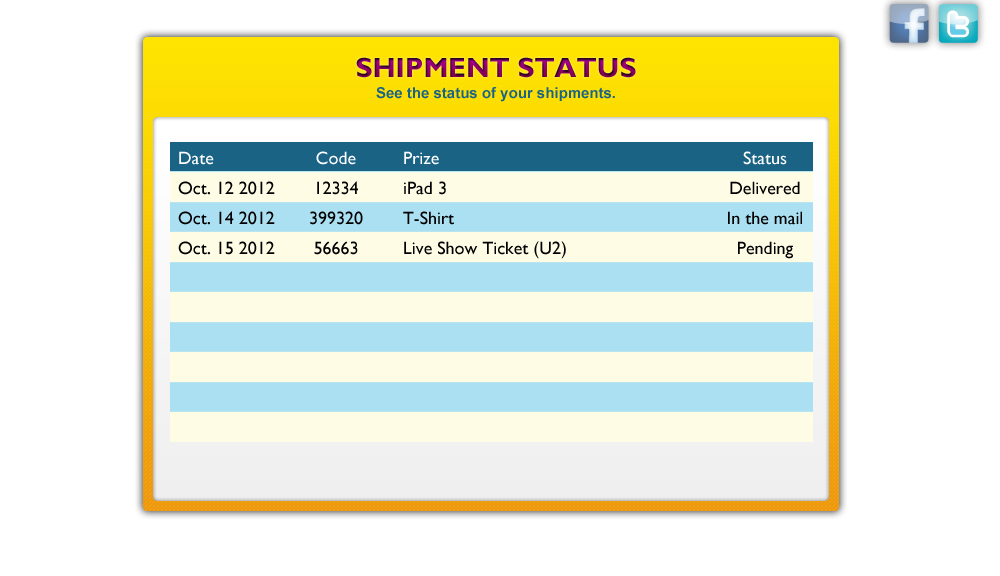 SHIPMENT STATUS
See the status of your shipments.
Date Code Prize Status
Oct. 12 2012 12334 iPad 3 Delivered
Oct. 14 2012 399320 T-Shirt In the mail
Oct. 15 2012 56663 Live Show Ticket (U2) Pending